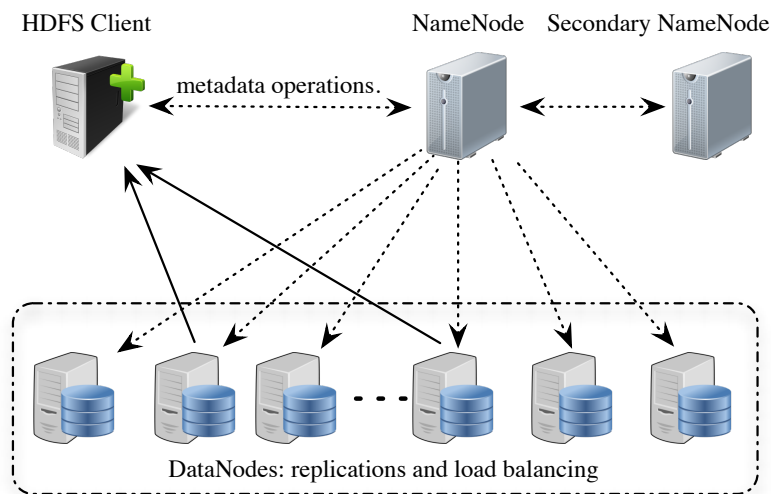 HDFS Client
NameNode
Secondary NameNode
metadata operations.
DataNodes: replications and load balancing